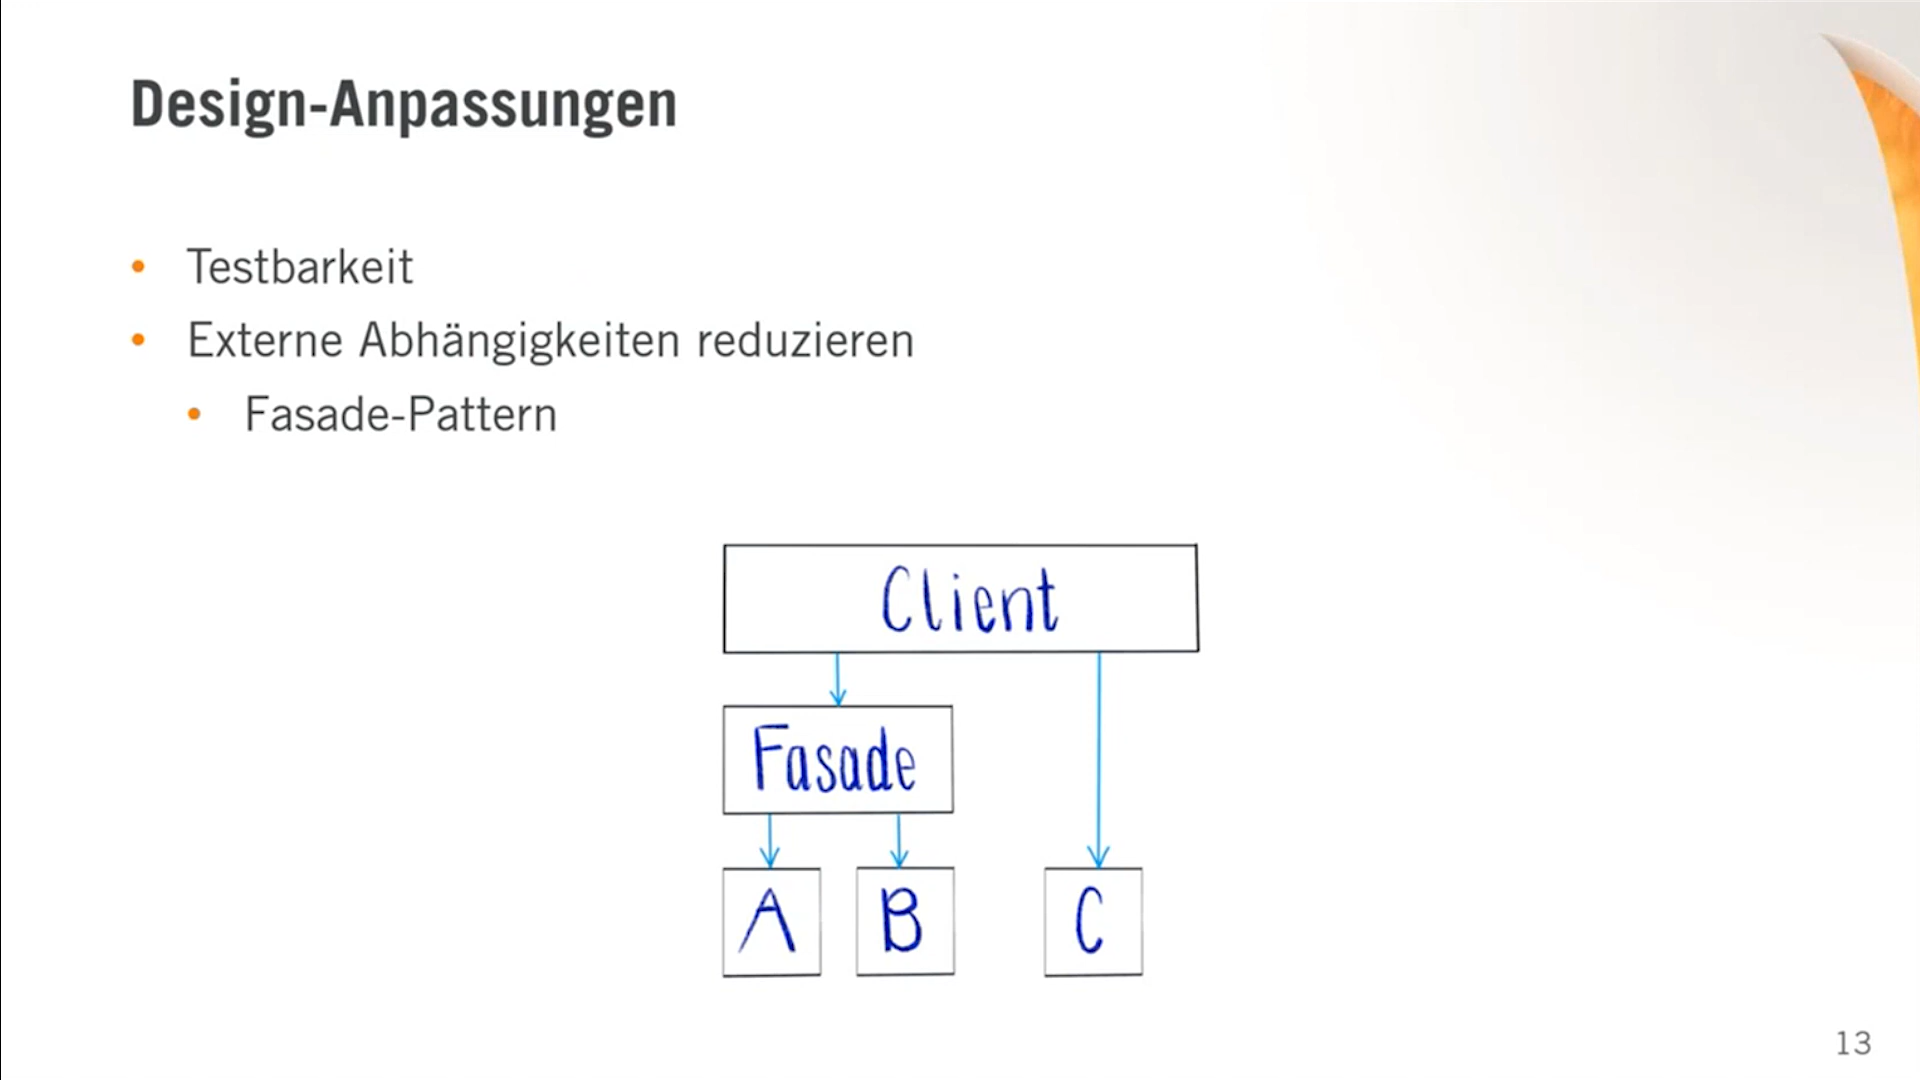 Design-Anpassungen
• Testbarkeit
• Externe Abhängigkeiten reduzieren
• Fasade-Pattern
Client
Fasade
A B C
13